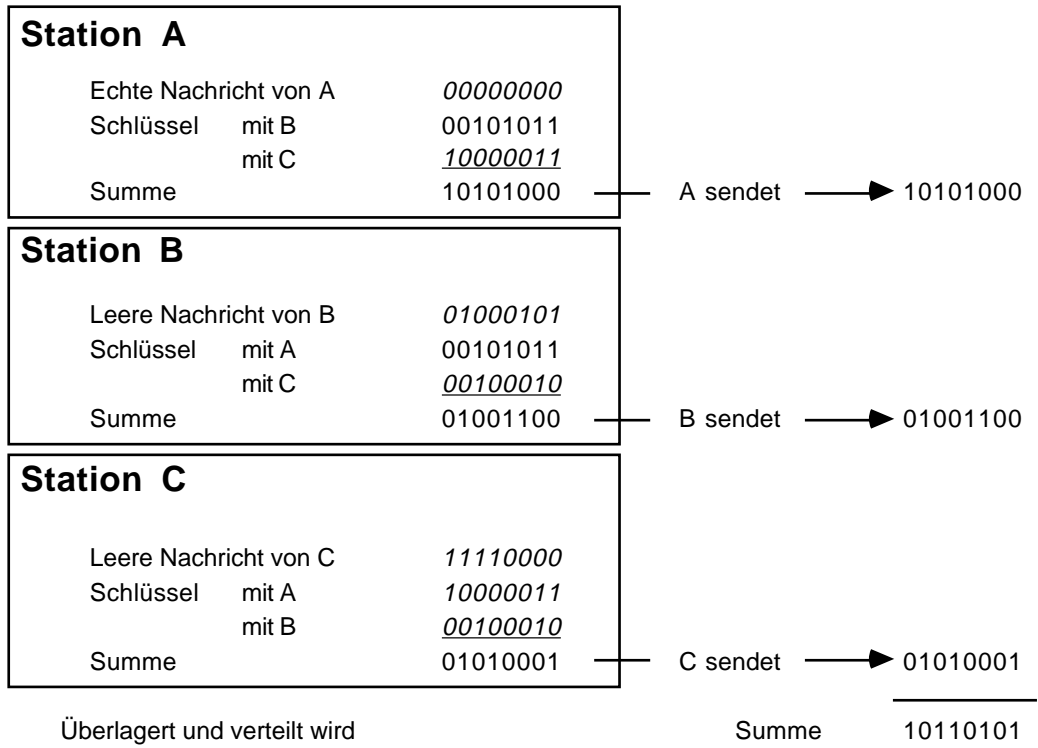 Station A
Echte Nachricht von A 00000000
Schlüssel mit B 00101011
mit C 10000011
Summe 10101000 A sendet 10101000
Station B
Leere Nachricht von B 01000101
Schlüssel mit A 00101011
mit C 00100010
Summe 01001100 B sendet 01001100
Station C
Leere Nachricht von C 11110000
Schlüssel mit A 10000011
mit B 00100010
Summe 01010001 C sendet 01010001
Überlagert und verteilt wird Summe 10110101